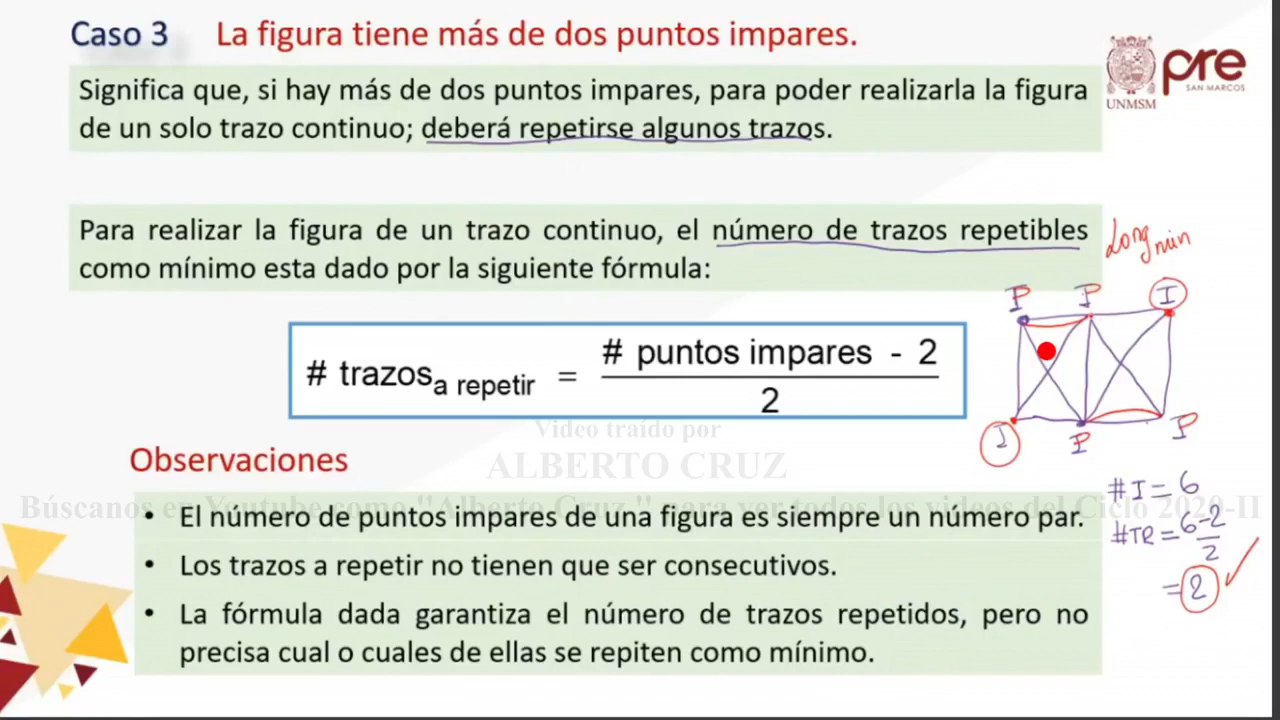 Caso 3 La figura tiene más de dos puntos impares.
UNMSM
pre
SAN MARCOS
Significa que, si hay más de dos puntos impares, para poder realizarla la figura
de un solo trazo continuo; deberá repetirse algunos trazos.
Para realizar la figura de un trazo continuo, el número de trazos repetibles
como mínimo esta dado por la siguiente fórmula:
Long min
P P I
I P P
# trazos a repetir = # puntos impares - 2
2
Video traído por
ALBERTO CRUZ
Búscanos en Youtube como "Alberto Cruz " para ver todos los videos del Ciclo 2020-II
Observaciones
• El número de puntos impares de una figura es siempre un número par.
• Los trazos a repetir no tienen que ser consecutivos.
• La fórmula dada garantiza el número de trazos repetidos, pero no
precisa cual o cuales de ellas se repiten como mínimo.
#I = 6
#TR = 6-2
2
= 2